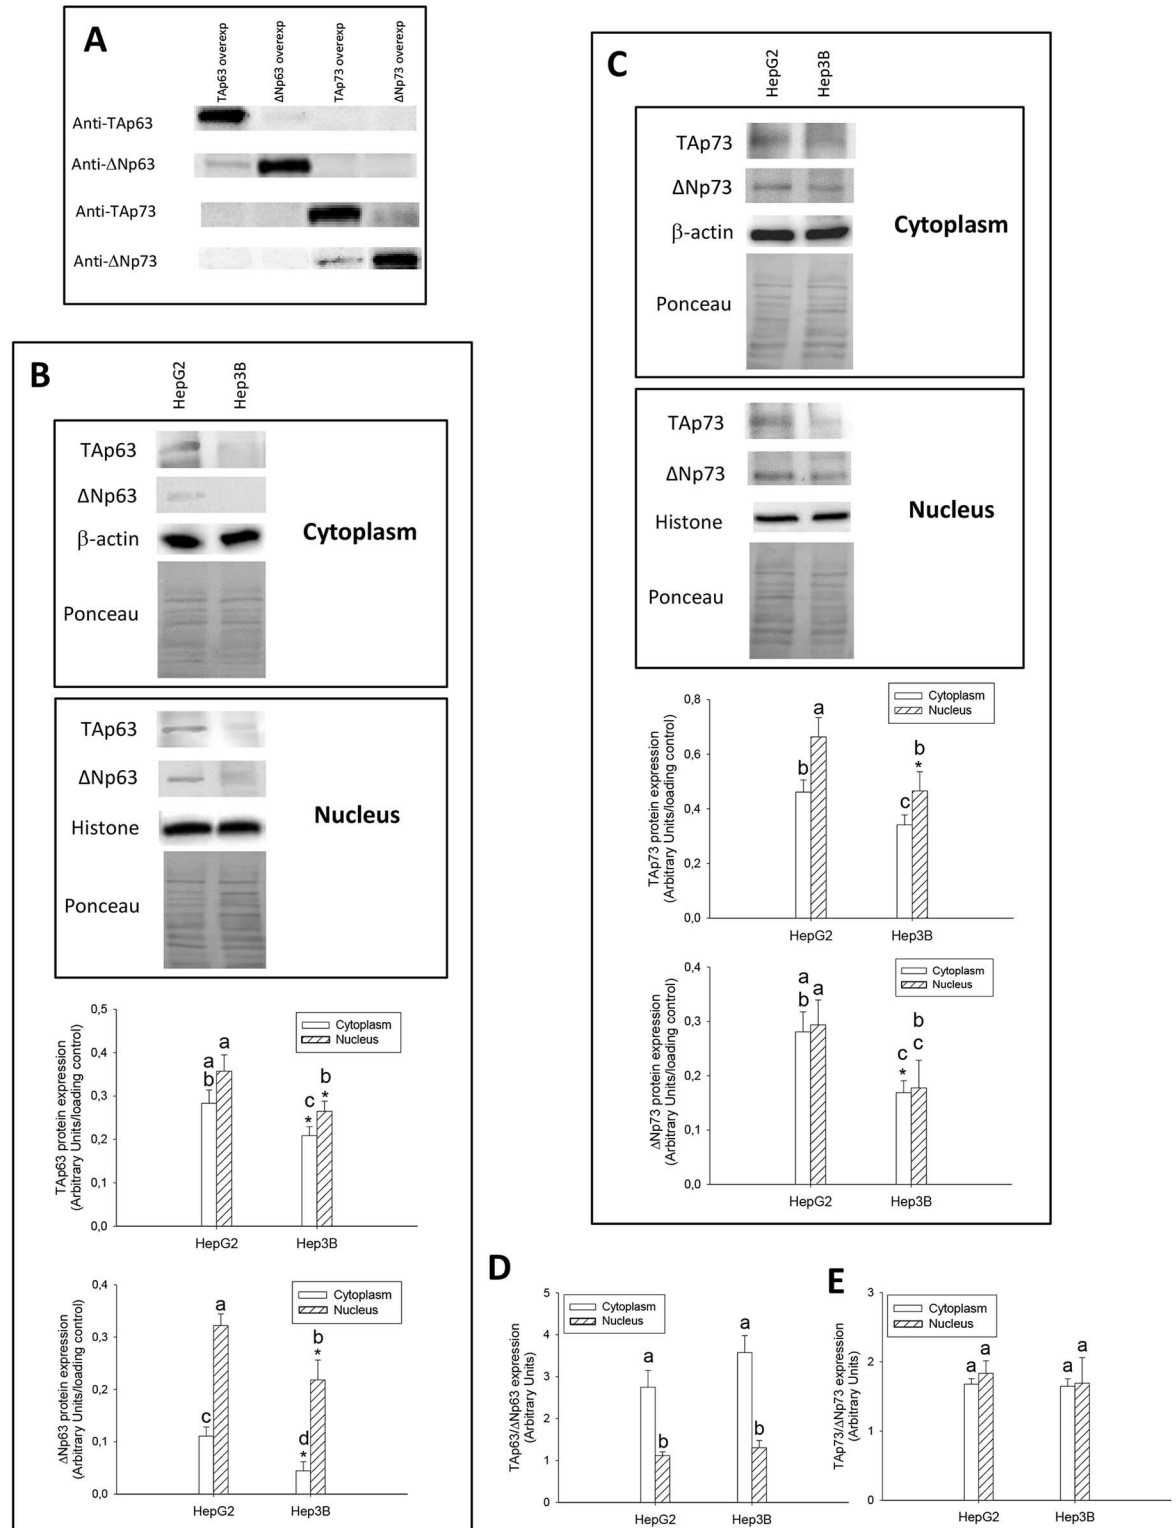 A
TAp63 overexp
ΔNp63 overexp
TAp73 overexp
ΔNp73 overexp
Anti-TAp63
Anti-ΔNp63
Anti-TAp73
Anti-ΔNp73
B
HepG2
Hep3B
TAp63
ΔNp63
β-actin
Cytoplasm
Ponceau
TAp63
ΔNp63
Histone
Nucleus
Ponceau
TAp63 protein expression
(Arbitrary Units/loading control)
0,5
0,4
0,3
0,2
0,1
0,0
Cytoplasm
Nucleus
a
b
a
c
*
b
*
HepG2
Hep3B
ΔNp63 protein expression
(Arbitrary Units/loading control)
0,4
0,3
0,2
0,1
0,0
Cytoplasm
Nucleus
c
a
d
*
b
*
HepG2
Hep3B
C
HepG2
Hep3B
TAp73
ΔNp73
β-actin
Cytoplasm
Ponceau
TAp73
ΔNp73
Histone
Nucleus
Ponceau
TAp73 protein expression
(Arbitrary Units/loading control)
0,8
0,6
0,4
0,2
0,0
Cytoplasm
Nucleus
b
a
c
b
*
HepG2
Hep3B
ΔNp73 protein expression
(Arbitrary Units/loading control)
0,4
0,3
0,2
0,1
0,0
Cytoplasm
Nucleus
a
b
a
c
*
b
c
HepG2
Hep3B
D
TAp63/ΔNp63 expression
(Arbitrary Units)
5
4
3
2
1
0
Cytoplasm
Nucleus
a
b
a
b
HepG2
Hep3B
E
TAp73/ΔNp73 expression
(Arbitrary Units)
3
2
1
0
Cytoplasm
Nucleus
a
a
a
a
HepG2
Hep3B